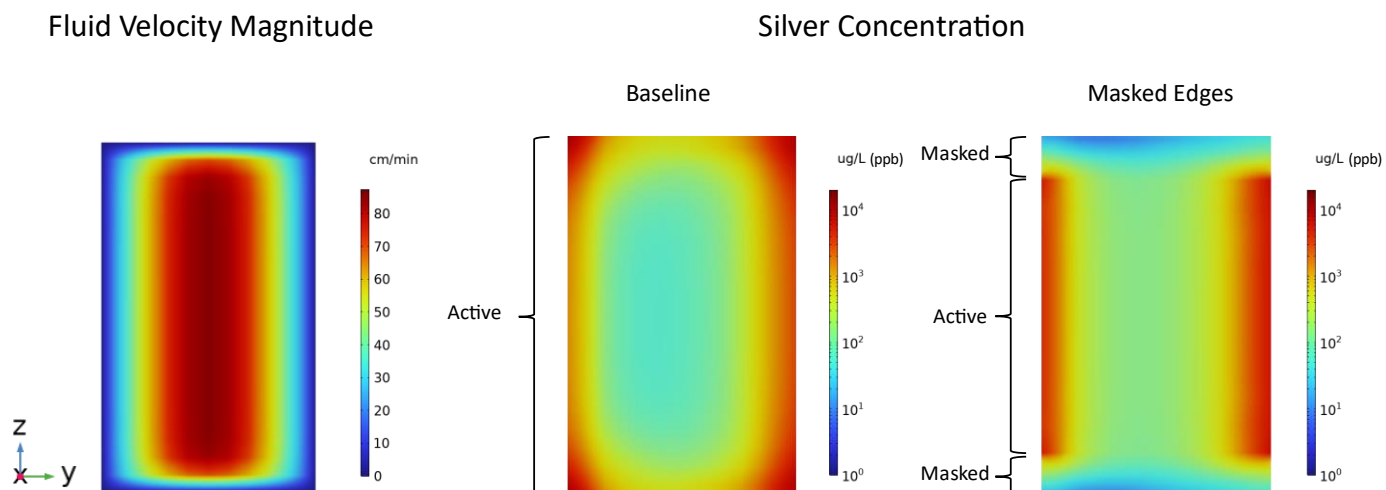 Fluid Velocity Magnitude
Silver Concentration
Baseline
Masked Edges
cm/min
80
70
60
50
40
30
20
10
0
z
x
y
Active
ug/L (ppb)
10⁴
10³
10²
10¹
10⁰
Masked
Active
Masked
ug/L (ppb)
10⁴
10³
10²
10¹
10⁰